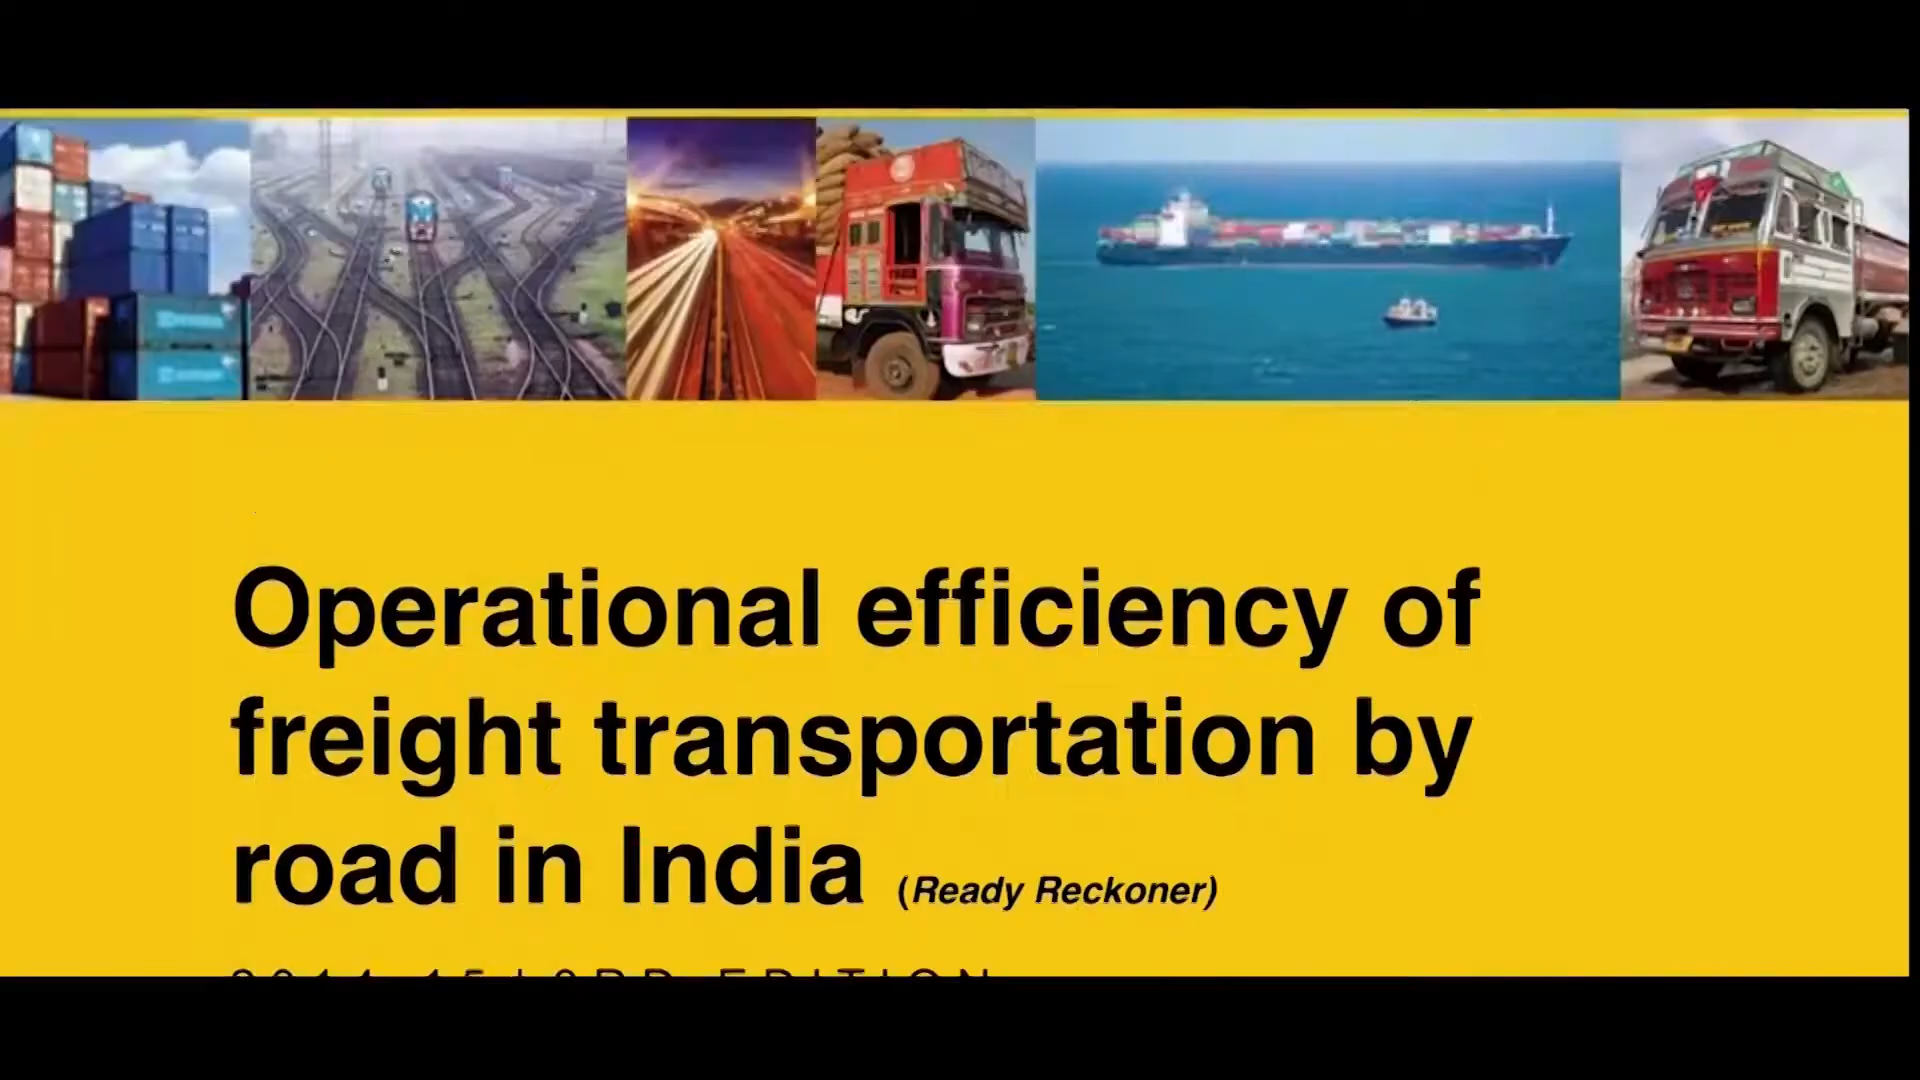 Operational efficiency of
freight transportation by
road in India (Ready Reckoner)